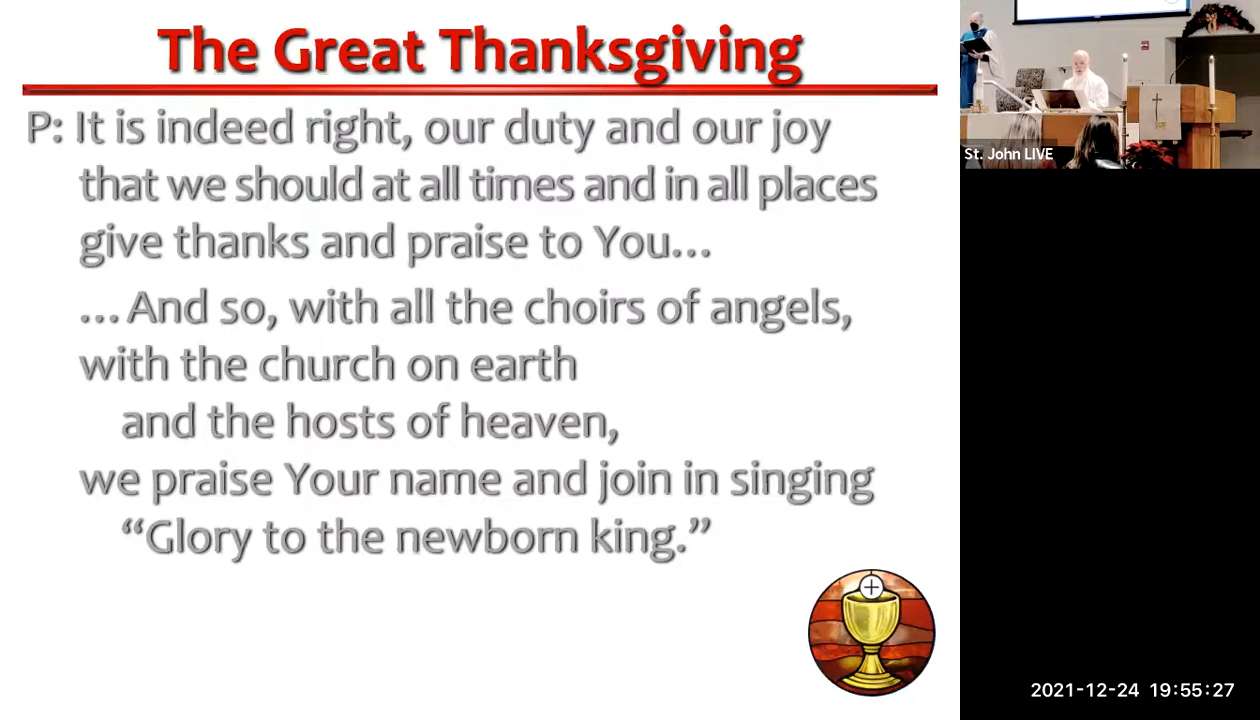 The Great Thanksgiving
P: It is indeed right, our duty and our joy
that we should at all times and in all places
give thanks and praise to You…
…And so, with all the choirs of angels,
with the church on earth
and the hosts of heaven,
we praise Your name and join in singing
“Glory to the newborn king.”
St. John LIVE
2021-12-24 19:55:27